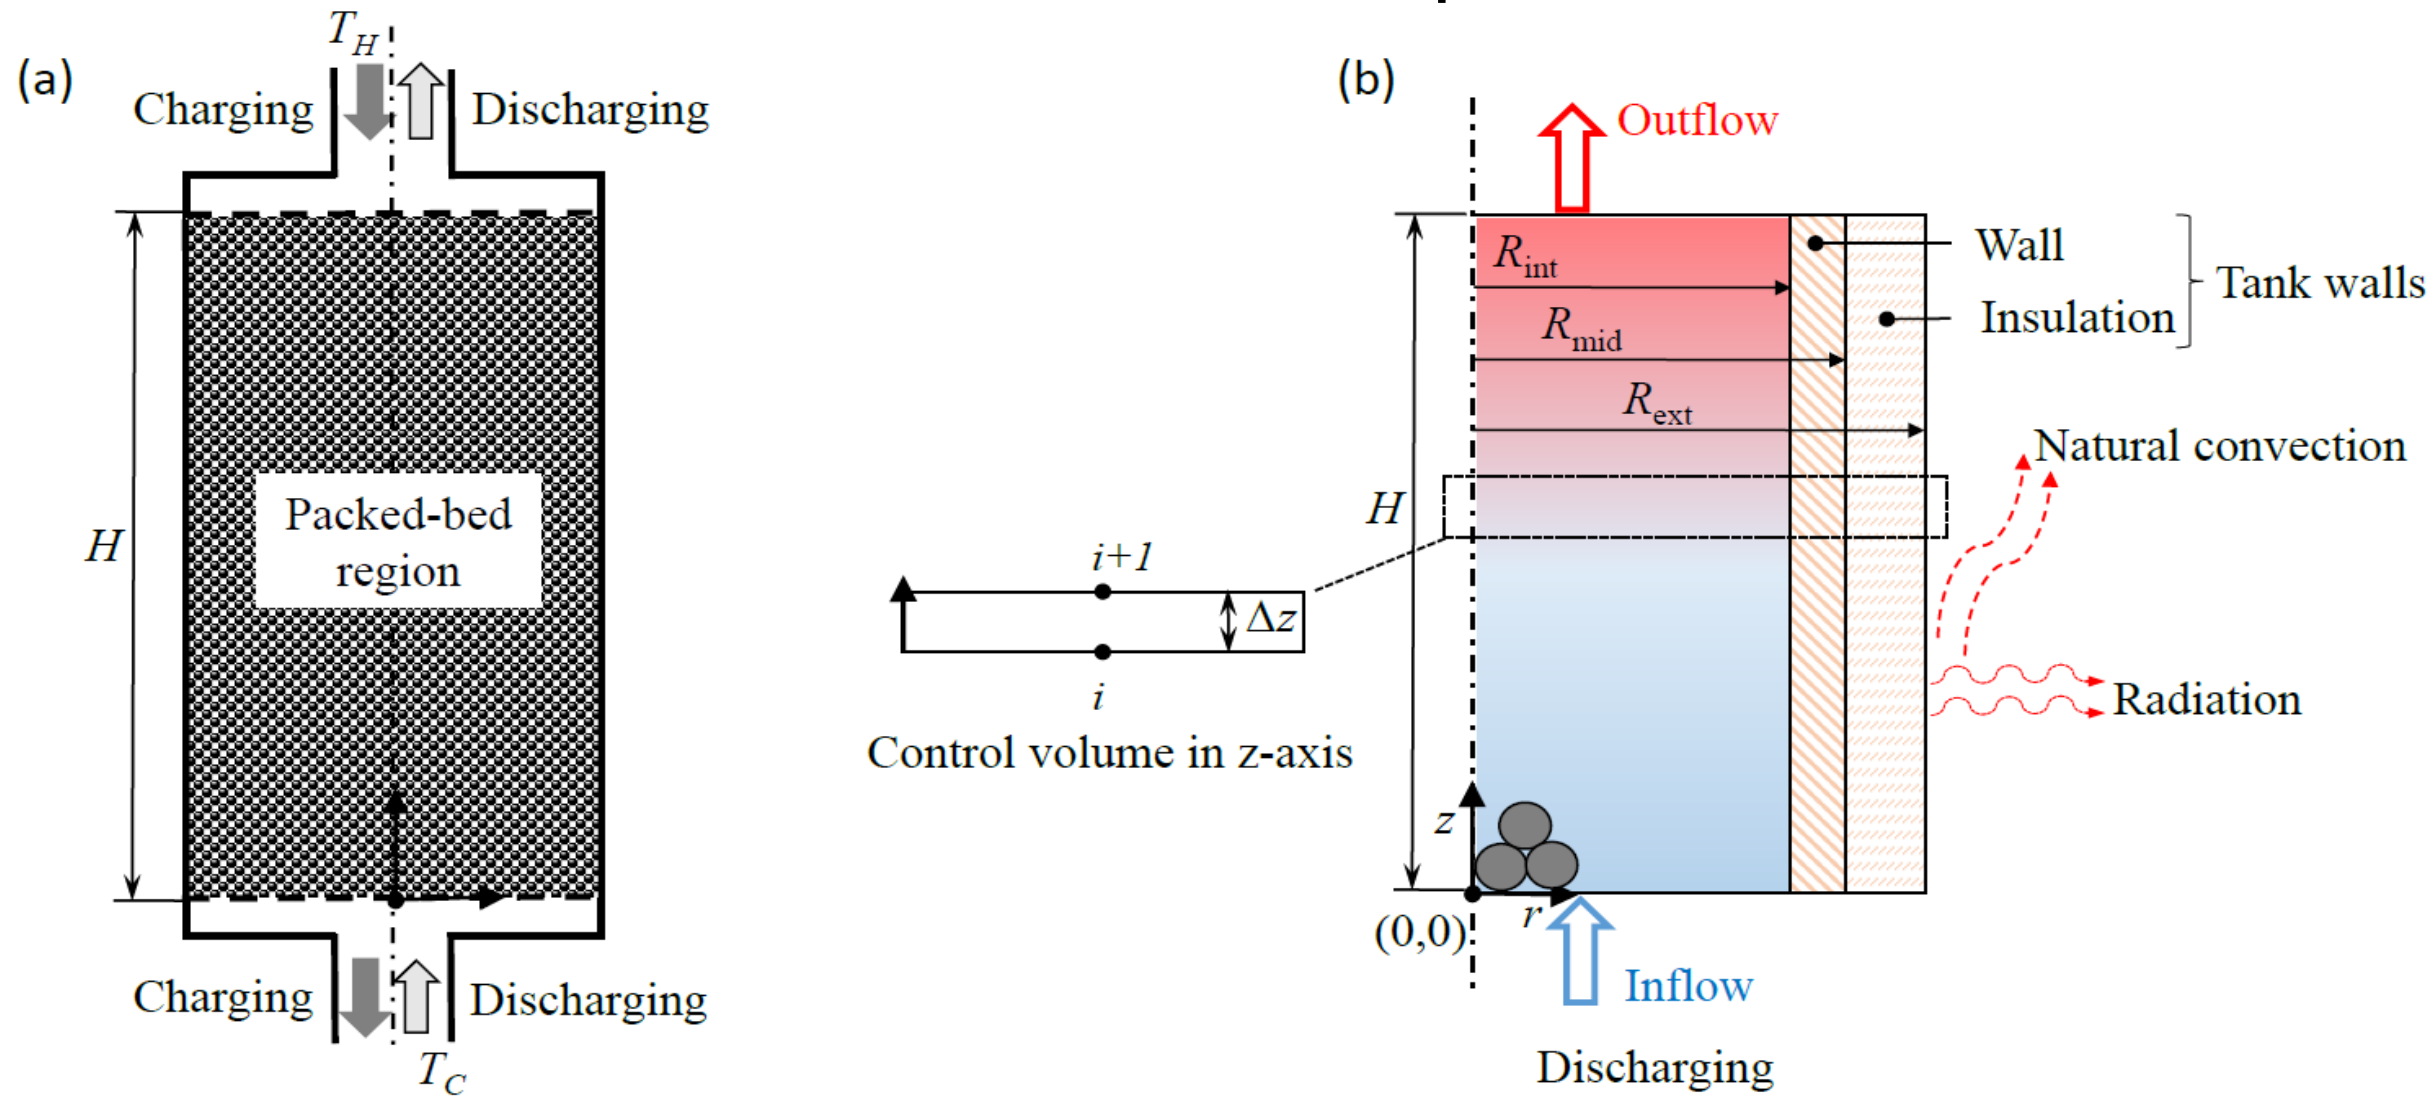 (a)
T_H
Charging
Discharging
H
Packed-bed
region
Charging
Discharging
T_C
(b)
Outflow
R_int
R_mid
R_ext
Wall
Insulation
Tank walls
Natural convection
H
i+1
Δz
i
Control volume in z-axis
Radiation
z
r
(0,0)
Inflow
Discharging